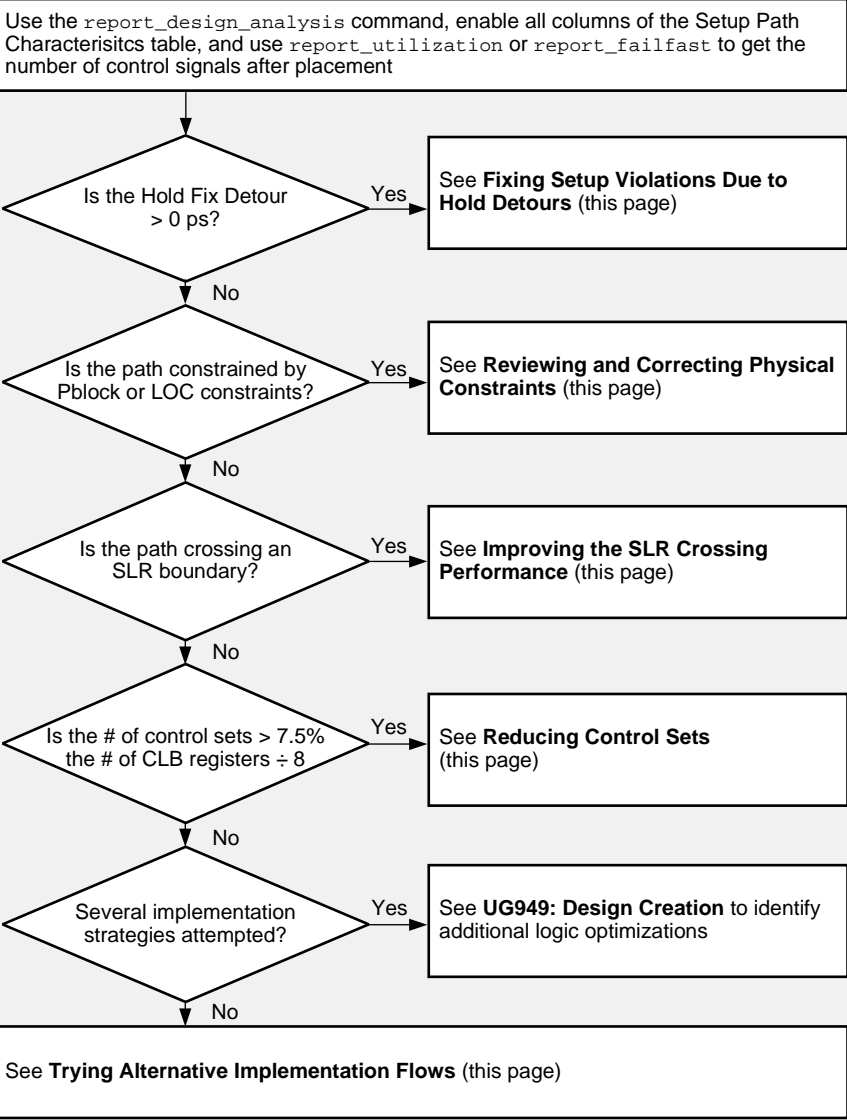 Use the report_design_analysis command, enable all columns of the Setup Path
Characterisitcs table, and use report_utilization or report_failfast to get the
number of control signals after placement
Is the Hold Fix Detour
> 0 ps?
Yes
See Fixing Setup Violations Due to
Hold Detours (this page)
No
Is the path constrained by
Pblock or LOC constraints?
Yes
See Reviewing and Correcting Physical
Constraints (this page)
No
Is the path crossing an
SLR boundary?
Yes
See Improving the SLR Crossing
Performance (this page)
No
Is the # of control sets > 7.5%
the # of CLB registers ÷ 8
Yes
See Reducing Control Sets
(this page)
No
Several implementation
strategies attempted?
Yes
See UG949: Design Creation to identify
additional logic optimizations
No
See Trying Alternative Implementation Flows (this page)